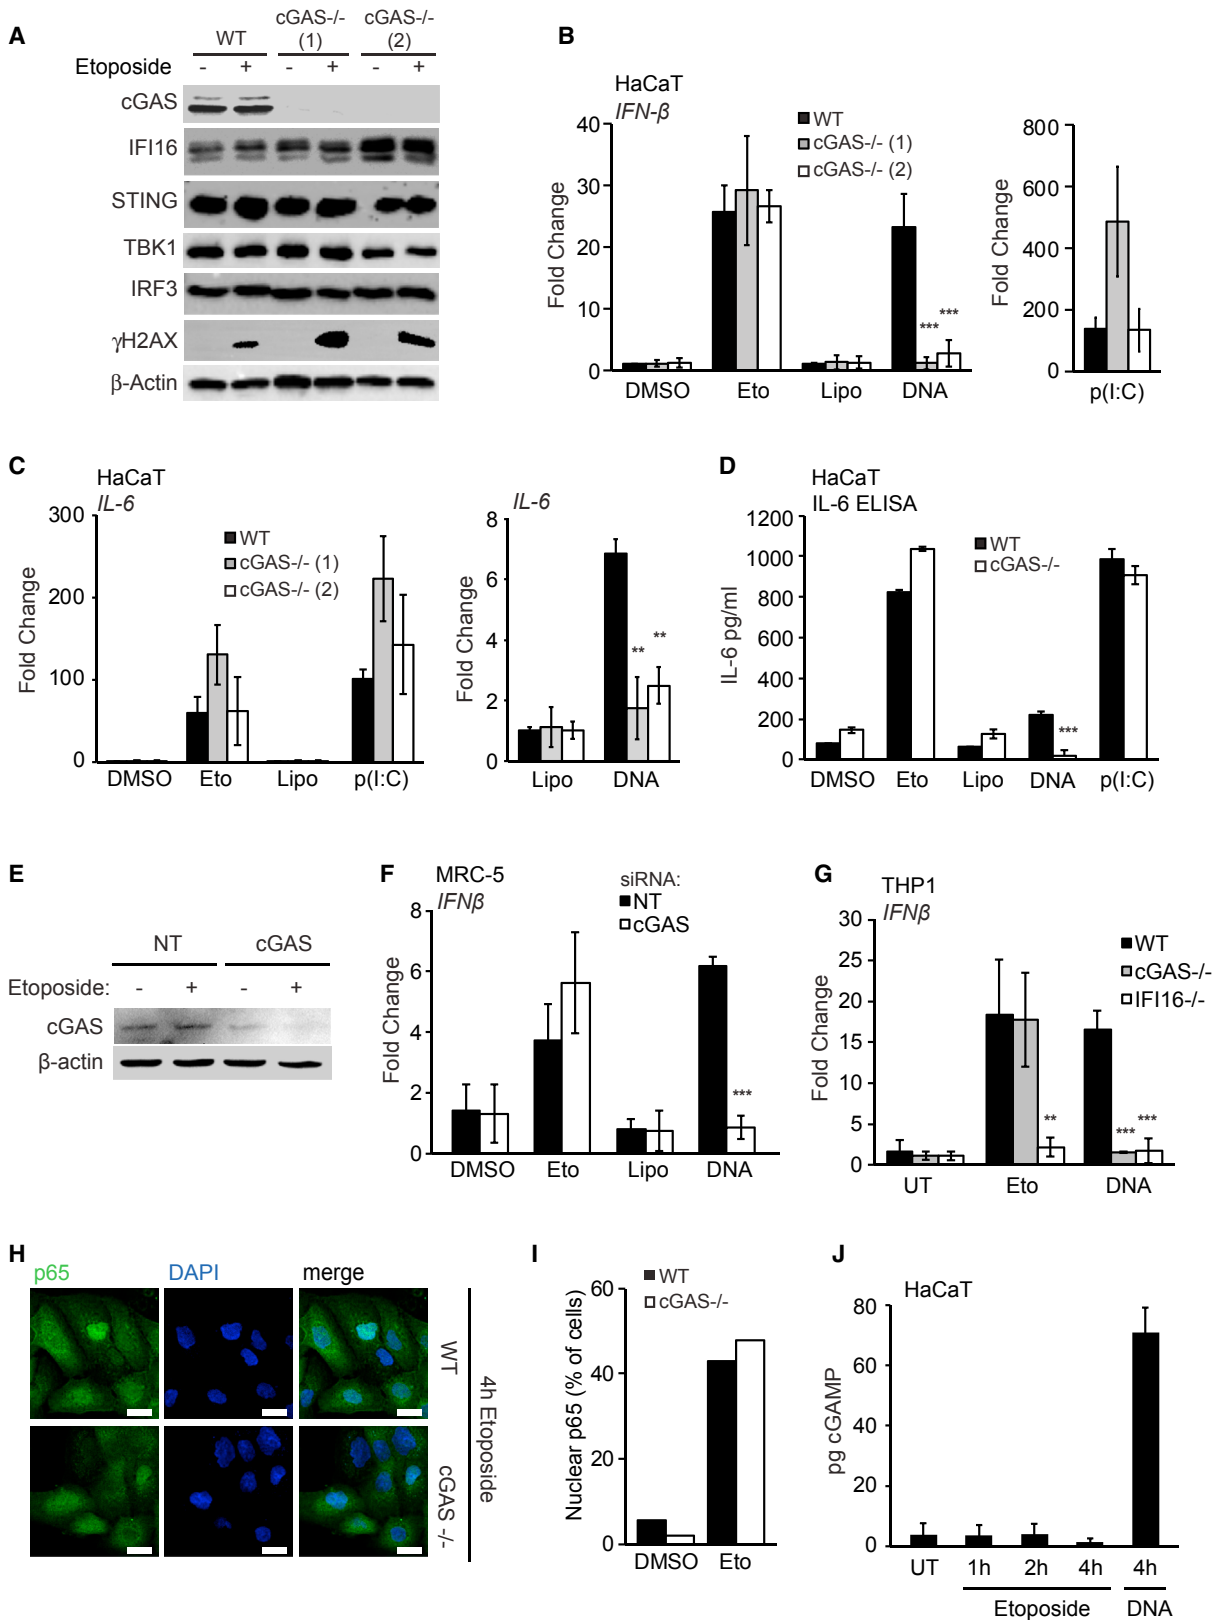 A
WT
cGAS-/-
(1)
cGAS-/-
(2)
Etoposide - + - + - +
cGAS
IFI16
STING
TBK1
IRF3
γH2AX
β-Actin
B
HaCaT
IFN-β
WT
cGAS-/- (1)
cGAS-/- (2)
Fold Change
40
30
20
10
0
*** ***
DMSO Eto Lipo DNA
Fold Change
800
600
400
200
0
p(I:C)
C
HaCaT
IL-6
WT
cGAS-/- (1)
cGAS-/- (2)
Fold Change
300
200
100
0
DMSO Eto Lipo p(I:C)
IL-6
Fold Change
8
6
4
2
0
** **
Lipo DNA
D
HaCaT
IL-6 ELISA
WT
cGAS-/-
IL-6 pg/ml
1200
1000
800
600
400
200
0
***
DMSO Eto Lipo DNA p(I:C)
E
NT cGAS
Etoposide: - + - +
cGAS
β-actin
F
MRC-5
IFNβ
siRNA:
NT
cGAS
Fold Change
8
6
4
2
0
***
DMSO Eto Lipo DNA
G
THP1
IFNβ
WT
cGAS-/-
IFI16-/-
Fold Change
30
25
20
15
10
5
0
** *** ***
UT Eto DNA
H
p65 DAPI merge
WT
cGAS -/-
4h Etoposide
I
WT
cGAS-/-
Nuclear p65 (% of cells)
60
40
20
0
DMSO Eto
J
HaCaT
pg cGAMP
80
60
40
20
0
UT 1h 2h 4h 4h
Etoposide DNA